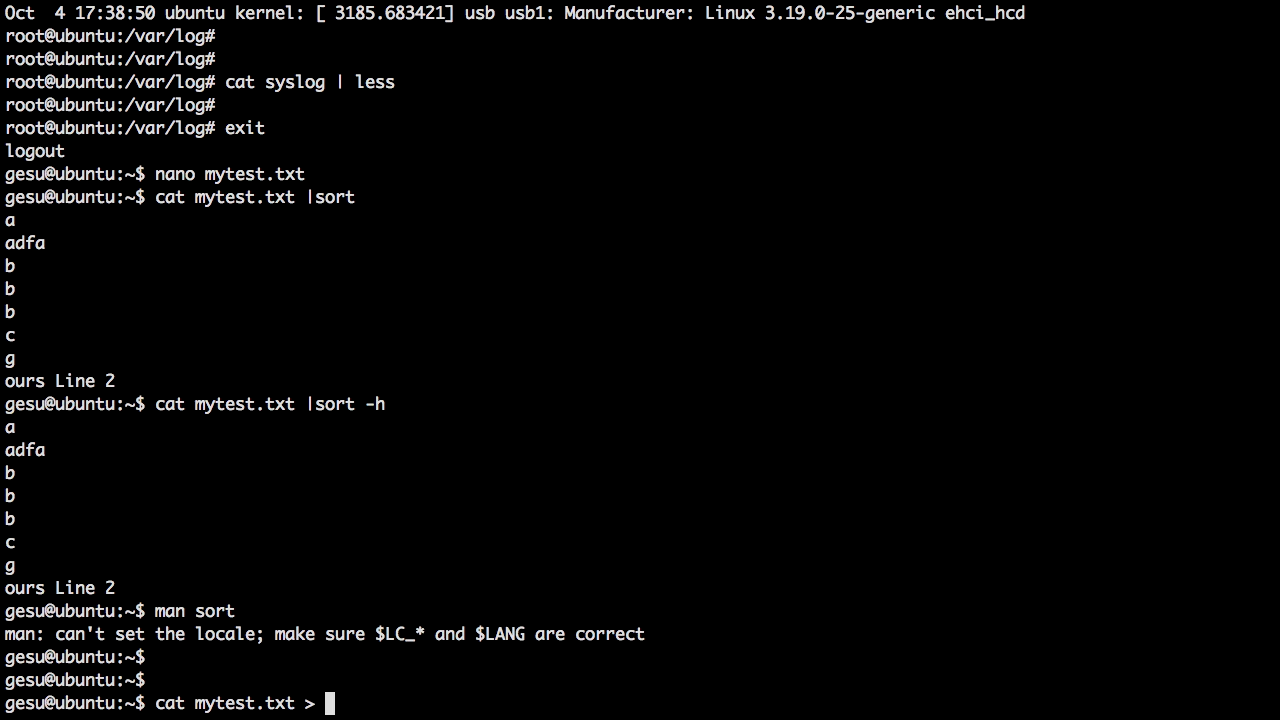 Oct  4 17:38:50 ubuntu kernel: [ 3185.683421] usb usb1: Manufacturer: Linux 3.19.0-25-generic ehci_hcd
root@ubuntu:/var/log#
root@ubuntu:/var/log#
root@ubuntu:/var/log# cat syslog | less
root@ubuntu:/var/log#
root@ubuntu:/var/log# exit
logout
gesu@ubuntu:~$ nano mytest.txt
gesu@ubuntu:~$ cat mytest.txt |sort
a
adfa
b
b
b
c
g
ours Line 2
gesu@ubuntu:~$ cat mytest.txt |sort -h
a
adfa
b
b
b
c
g
ours Line 2
gesu@ubuntu:~$ man sort
man: can't set the locale; make sure $LC_* and $LANG are correct
gesu@ubuntu:~$
gesu@ubuntu:~$
gesu@ubuntu:~$ cat mytest.txt >